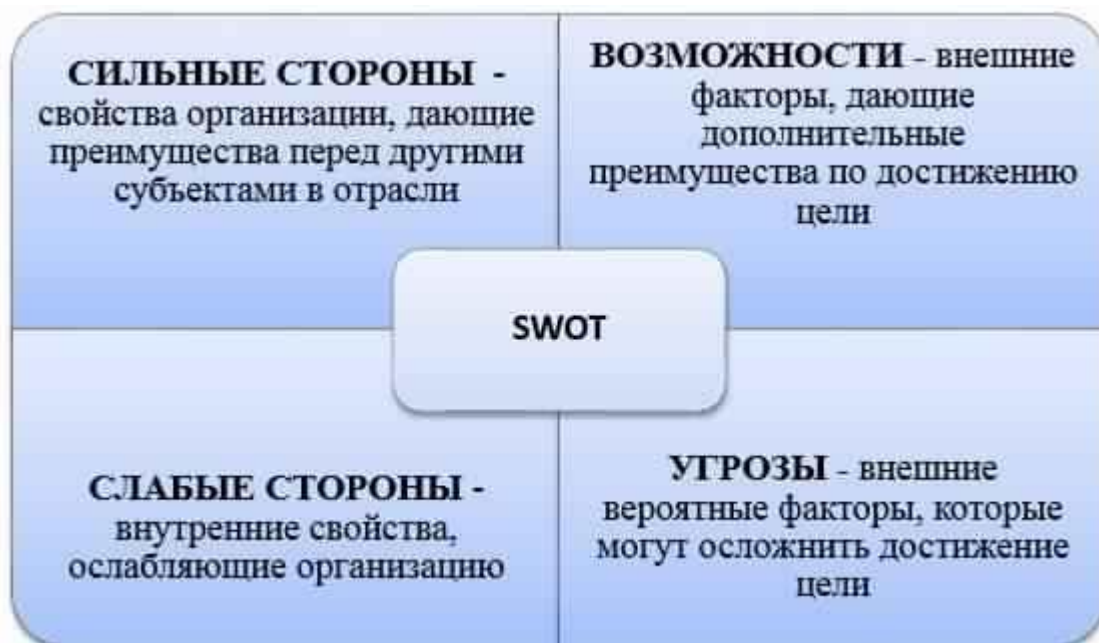 СИЛЬНЫЕ СТОРОНЫ -
свойства организации, дающие
преимущества перед другими
субъектами в отрасли
ВОЗМОЖНОСТИ - внешние
факторы, дающие
дополнительные
преимущества по достижению
цели
SWOT
СЛАБЫЕ СТОРОНЫ -
внутренние свойства,
ослабляющие организацию
УГРОЗЫ - внешние
вероятные факторы, которые
могут осложнить достижение
цели